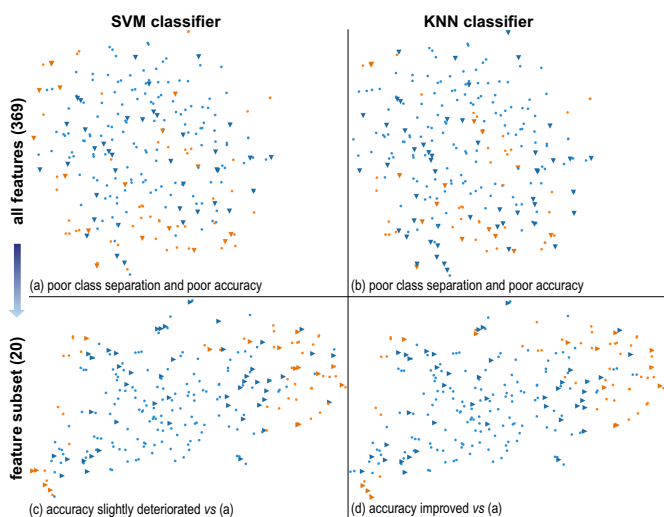 SVM classifier
KNN classifier
all features (369)
(a) poor class separation and poor accuracy
(b) poor class separation and poor accuracy
feature subset (20)
(c) accuracy slightly deteriorated vs (a)
(d) accuracy improved vs (a)